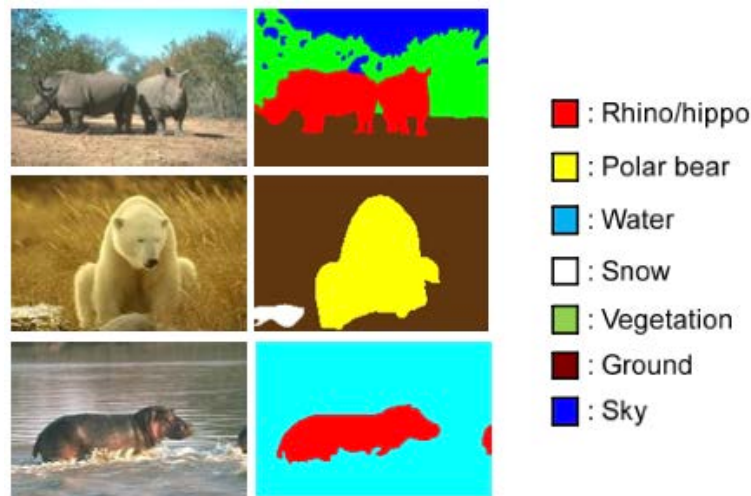 : Rhino/hippo
: Polar bear
: Water
: Snow
: Vegetation
: Ground
: Sky